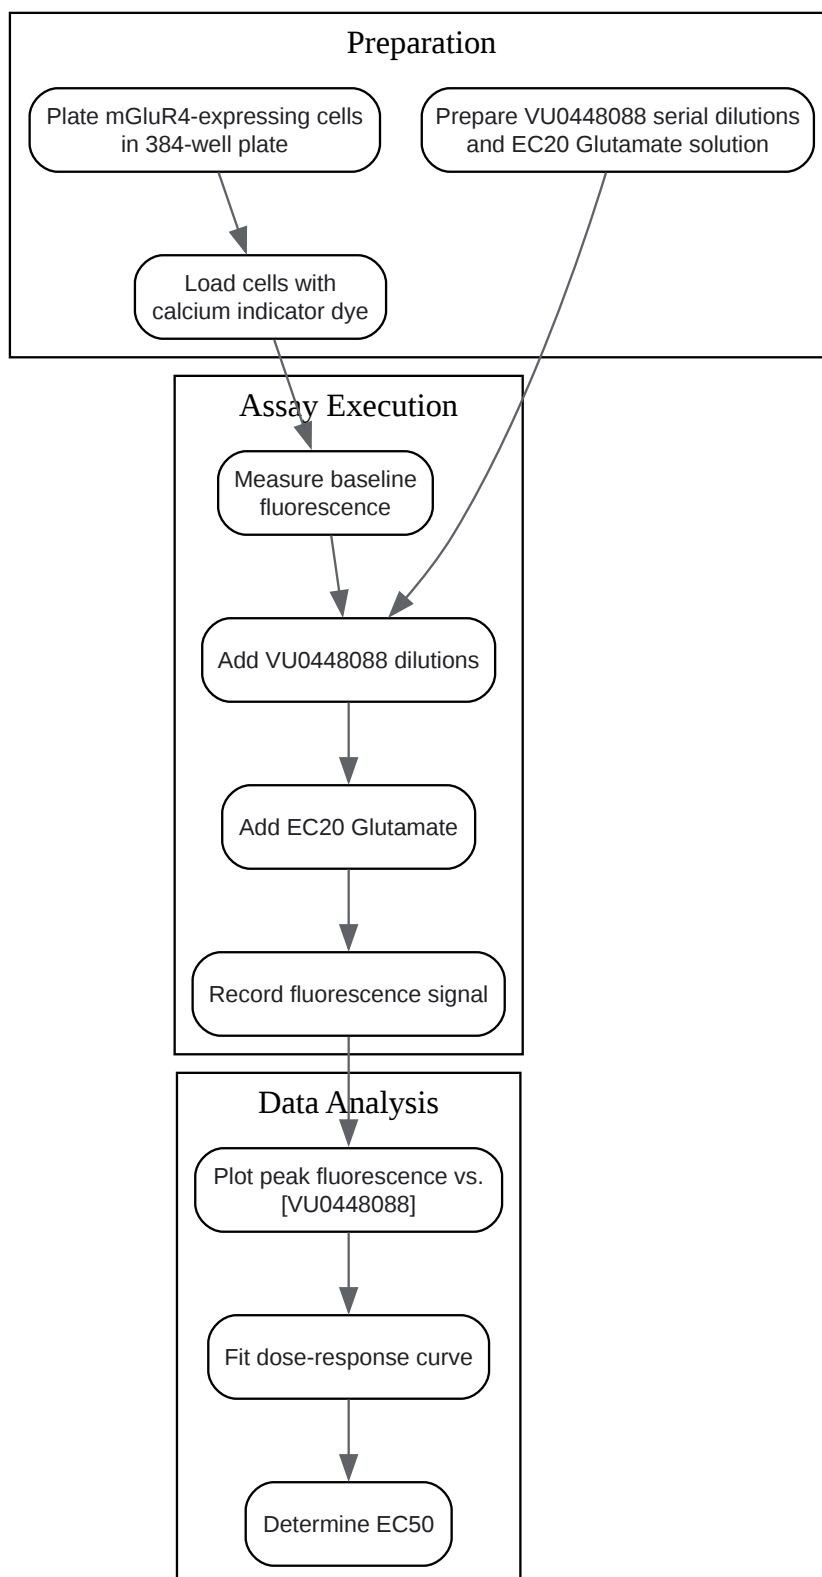 Preparation
Plate mGluR4-expressing cells
in 384-well plate
Prepare VU0448088 serial dilutions
and EC20 Glutamate solution
Load cells with
calcium indicator dye
Assay Execution
Measure baseline
fluorescence
Add VU0448088 dilutions
Add EC20 Glutamate
Record fluorescence signal
Data Analysis
Plot peak fluorescence vs.
[VU0448088]
Fit dose-response curve
Determine EC50